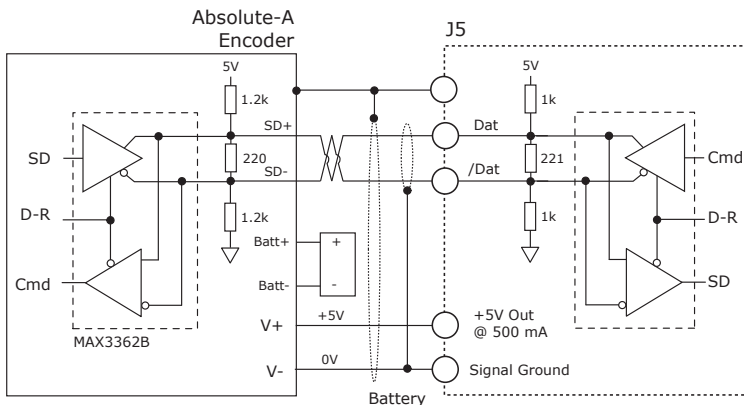 Absolute-A
Encoder
J5
5V
1.2k
SD+
SD
220
SD-
D-R
1.2k
Batt+
+
Cmd
Batt-
-
MAX3362B
V+
+5V
V-
0V
Battery
5V
1k
Dat
Cmd
221
/Dat
D-R
1k
SD
+5V Out
@ 500 mA
Signal Ground